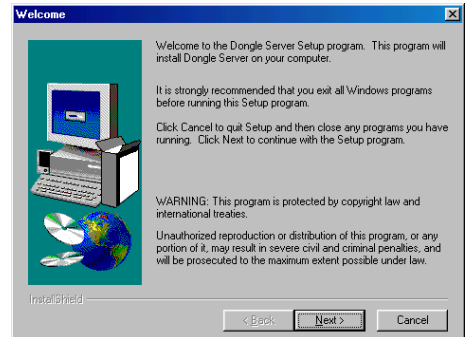 Welcome
Welcome to the Dongle Server Setup program. This program will
install Dongle Server on your computer.
It is strongly recommended that you exit all Windows programs
before running this Setup program.
Click Cancel to quit Setup and then close any programs you have
running. Click Next to continue with the Setup program.
WARNING: This program is protected by copyright law and
international treaties.
Unauthorized reproduction or distribution of this program, or any
portion of it, may result in severe civil and criminal penalties, and
will be prosecuted to the maximum extent possible under law.
InstallShield
< Back Next > Cancel